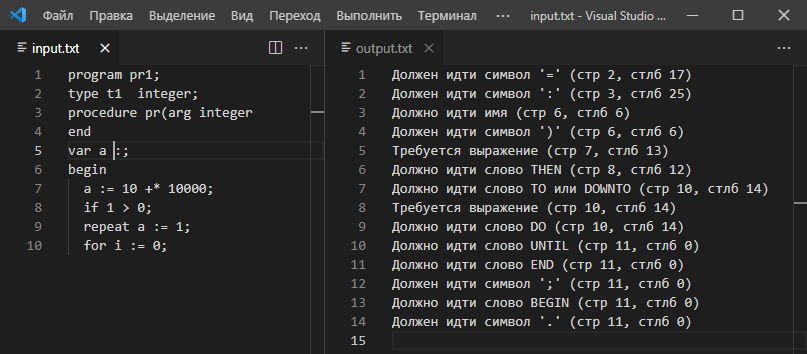 Файл Правка Выделение Вид Переход Выполнить Терминал ··· input.txt - Visual Studio ...
input.txt
1 program pr1;
2 type t1  integer;
3 procedure pr(arg integer
4 end
5 var a :;
6 begin
7   a := 10 +* 10000;
8   if 1 > 0;
9   repeat a := 1;
10   for i := 0;
output.txt
1 Должен идти символ '=' (стр 2, стлб 17)
2 Должен идти символ ':' (стр 3, стлб 25)
3 Должно идти имя (стр 6, стлб 6)
4 Должен идти символ ')' (стр 6, стлб 6)
5 Требуется выражение (стр 7, стлб 13)
6 Должно идти слово THEN (стр 8, стлб 12)
7 Должно идти слово TO или DOWNTO (стр 10, стлб 14)
8 Требуется выражение (стр 10, стлб 14)
9 Должно идти слово DO (стр 10, стлб 14)
10 Должно идти слово UNTIL (стр 11, стлб 0)
11 Должно идти слово END (стр 11, стлб 0)
12 Должен идти символ ';' (стр 11, стлб 0)
13 Должно идти слово BEGIN (стр 11, стлб 0)
14 Должен идти символ '.' (стр 11, стлб 0)
15